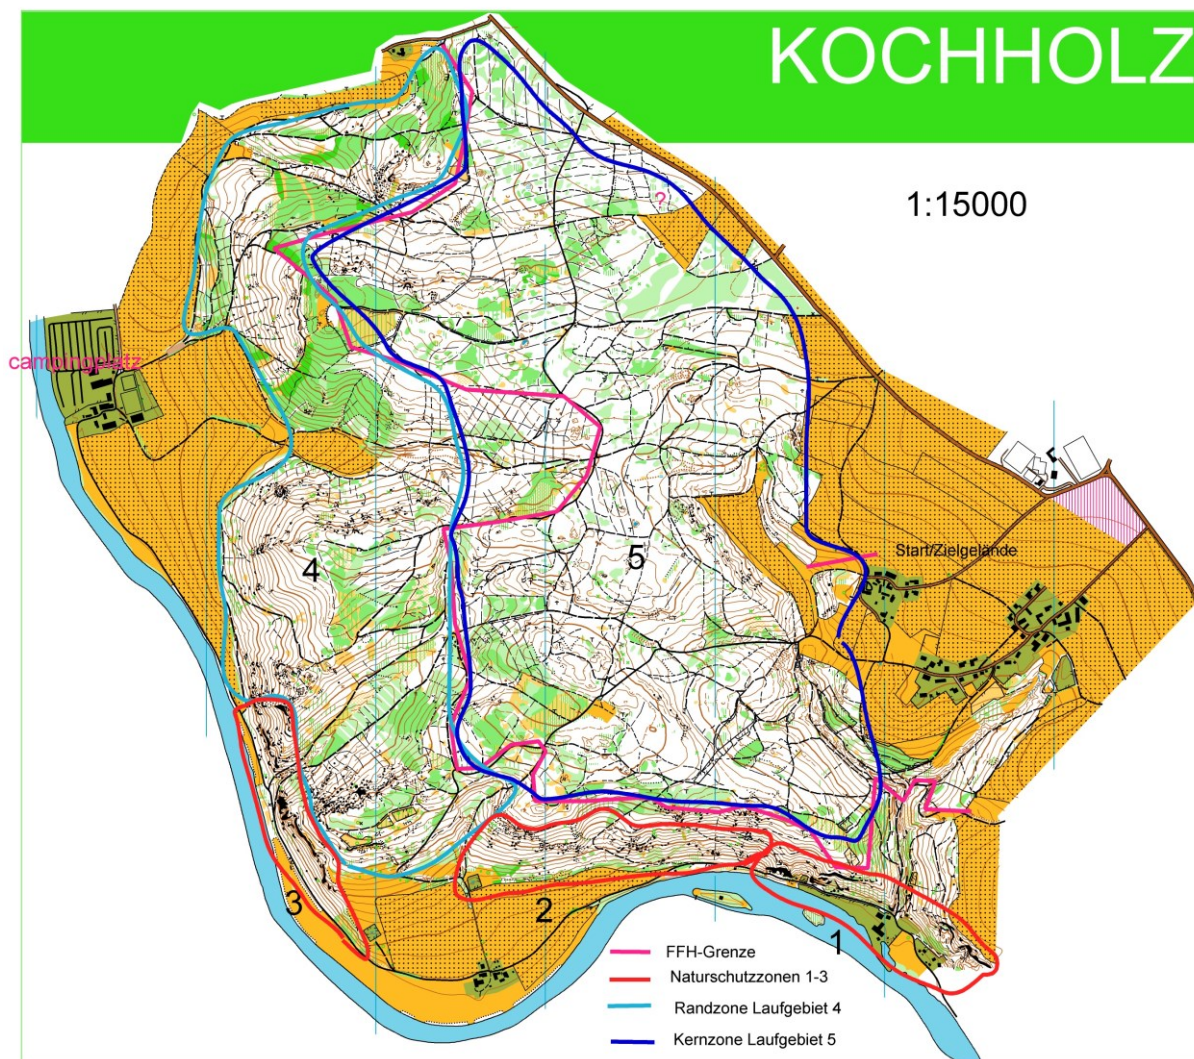 KOCHHOLZ
1:15000
?
campingplatz
Start/Zielgelände
4
5
3
2
1
FFH-Grenze
Naturschutzzonen 1-3
Randzone Laufgebiet 4
Kernzone Laufgebiet 5